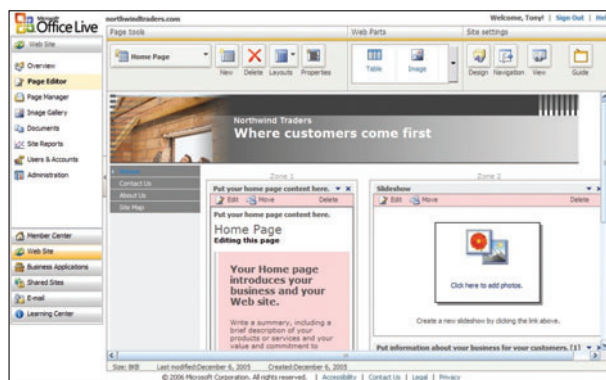 Microsoft
Office Live
northwindtraders.com
Welcome, Tony! | Sign Out | Hel
Web Site
Page tools
Web Parts
Site settings
Overview
Page Editor
Page Manager
Image Gallery
Documents
Site Reports
Users & Accounts
Administration
Home Page
New
Delete
Layouts
Properties
Table
Image
Design
Navigation
View
Guide
Northwind Traders
Where customers come first
Contact Us
About Us
Site Map
Zone 1
Put your home page content here.
Edit Move Delete
Put your home page content here.
Home Page
Editing this page
Your Home page
introduces your
business and your
Web site.
Write a summary, including a
brief description of your
products or services and your
value and commitment to
Zone 2
Slideshow
Edit Move Delete
Click here to add photos.
Create a new slideshow by clicking the link above.
Put information about your business for your customers. [1]
Member Center
Web Site
Business Applications
Shared Sites
E-mail
Learning Center
Size: 8KB Last modified:December 6, 2005 Created:December 6, 2005
© 2006 Microsoft Corporation. All rights reserved. | Accessibility | Contact Us | Legal | Privacy